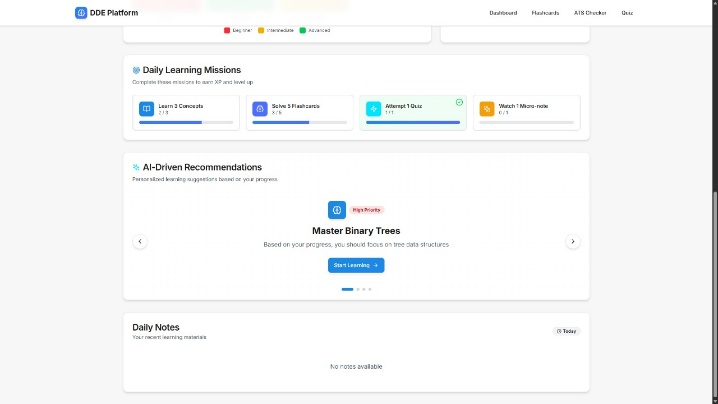 DDE Platform
Dashboard
Flashcards
ATS Checker
Quiz
Beginner
Intermediate
Advanced
Daily Learning Missions
Complete these missions to earn XP and level up
Learn 3 Concepts
2 / 3
Solve 5 Flashcards
3 / 5
Attempt 1 Quiz
1 / 1
Watch 1 Micro-note
0 / 1
AI-Driven Recommendations
Personalized learning suggestions based on your progress
High Priority
Master Binary Trees
Based on your progress, you should focus on tree data structures
Start Learning
Daily Notes
Your recent learning materials
Today
No notes available